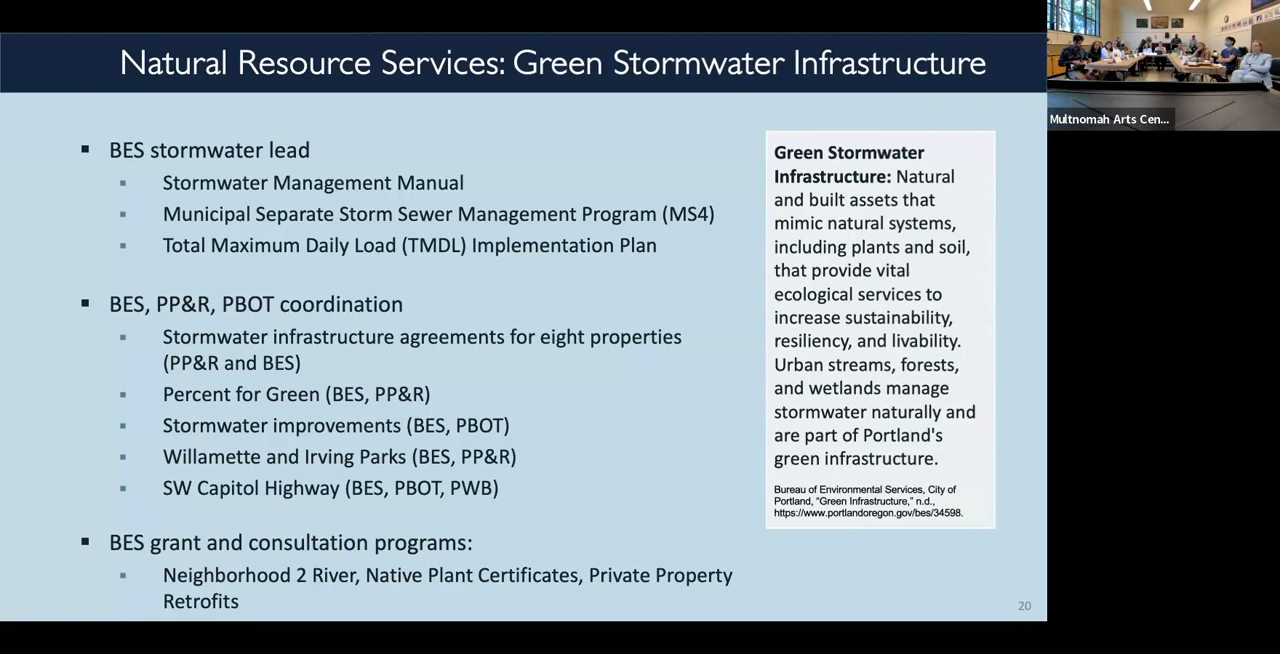 Natural Resource Services: Green Stormwater Infrastructure
▪ BES stormwater lead
▪ Stormwater Management Manual
▪ Municipal Separate Storm Sewer Management Program (MS4)
▪ Total Maximum Daily Load (TMDL) Implementation Plan
▪ BES, PP&R, PBOT coordination
▪ Stormwater infrastructure agreements for eight properties
(PP&R and BES)
▪ Percent for Green (BES, PP&R)
▪ Stormwater improvements (BES, PBOT)
▪ Willamette and Irving Parks (BES, PP&R)
▪ SW Capitol Highway (BES, PBOT, PWB)
▪ BES grant and consultation programs:
▪ Neighborhood 2 River, Native Plant Certificates, Private Property
Retrofits
Green Stormwater
Infrastructure: Natural
and built assets that
mimic natural systems,
including plants and soil,
that provide vital
ecological services to
increase sustainability,
resiliency, and livability.
Urban streams, forests,
and wetlands manage
stormwater naturally and
are part of Portland's
green infrastructure.
Bureau of Environmental Services, City of
Portland, "Green Infrastructure," n.d.,
https://www.portlandoregon.gov/bes/34598.
20
Multnomah Arts Cen...